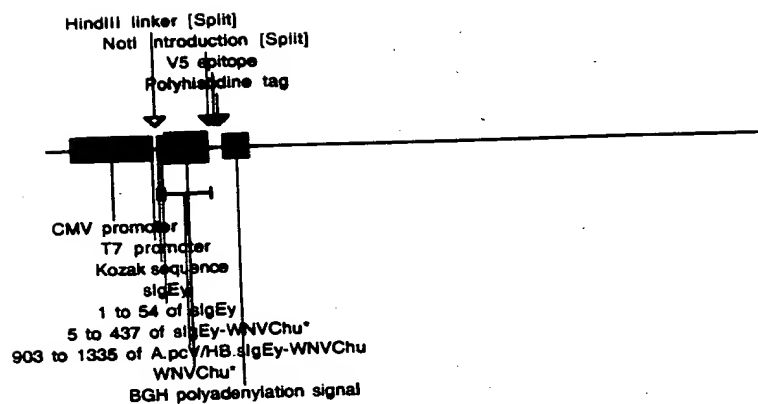 HindIII linker [Split]
NotI introduction [Split]
V5 epitope
Polyhistidine tag
CMV promoter
T7 promoter
Kozak sequence
sIgEy
1 to 54 of sIgEy
5 to 437 of sIgEy-WNVChu*
903 to 1335 of A.pcV/HB.sIgEy-WNVChu
WNVChu*
BGH polyadenylation signal